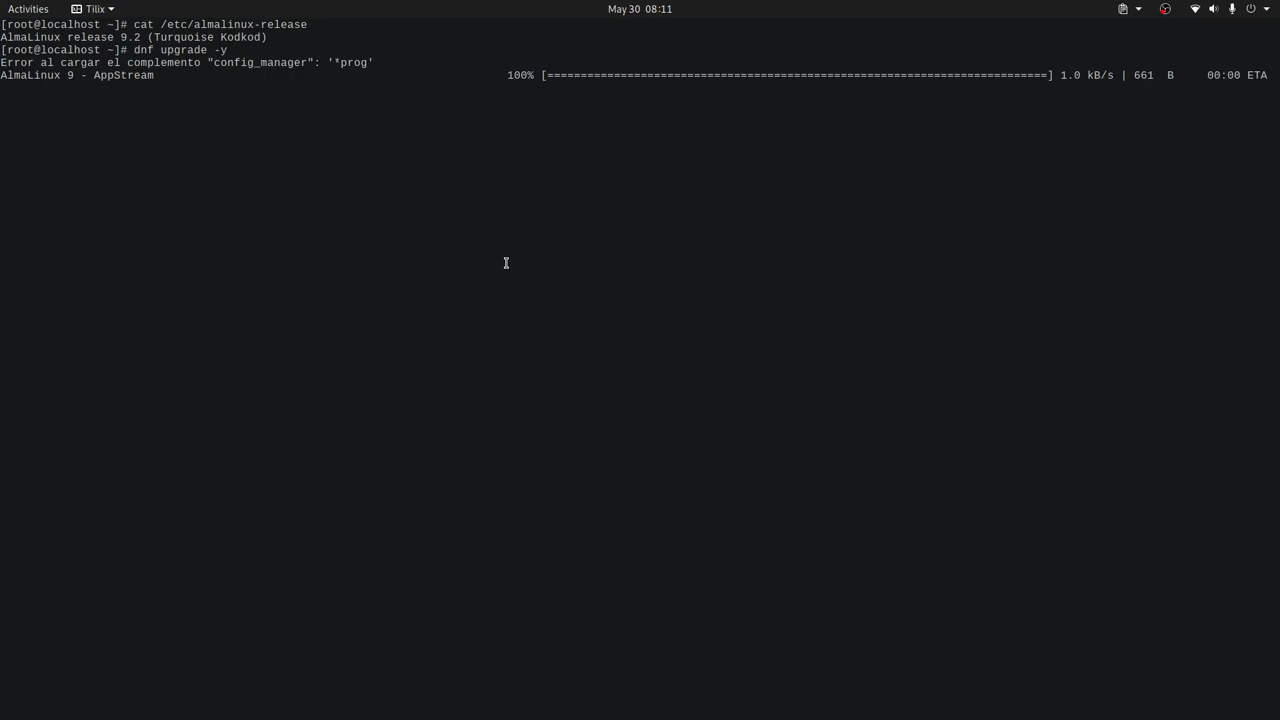 Activities Tilix May 30 08:11
[root@localhost ~]# cat /etc/almalinux-release
AlmaLinux release 9.2 (Turquoise Kodkod)
[root@localhost ~]# dnf upgrade -y
Error al cargar el complemento "config_manager": '*prog'
AlmaLinux 9 - AppStream 100% [===========================================================================] 1.0 kB/s | 661  B     00:00 ETA